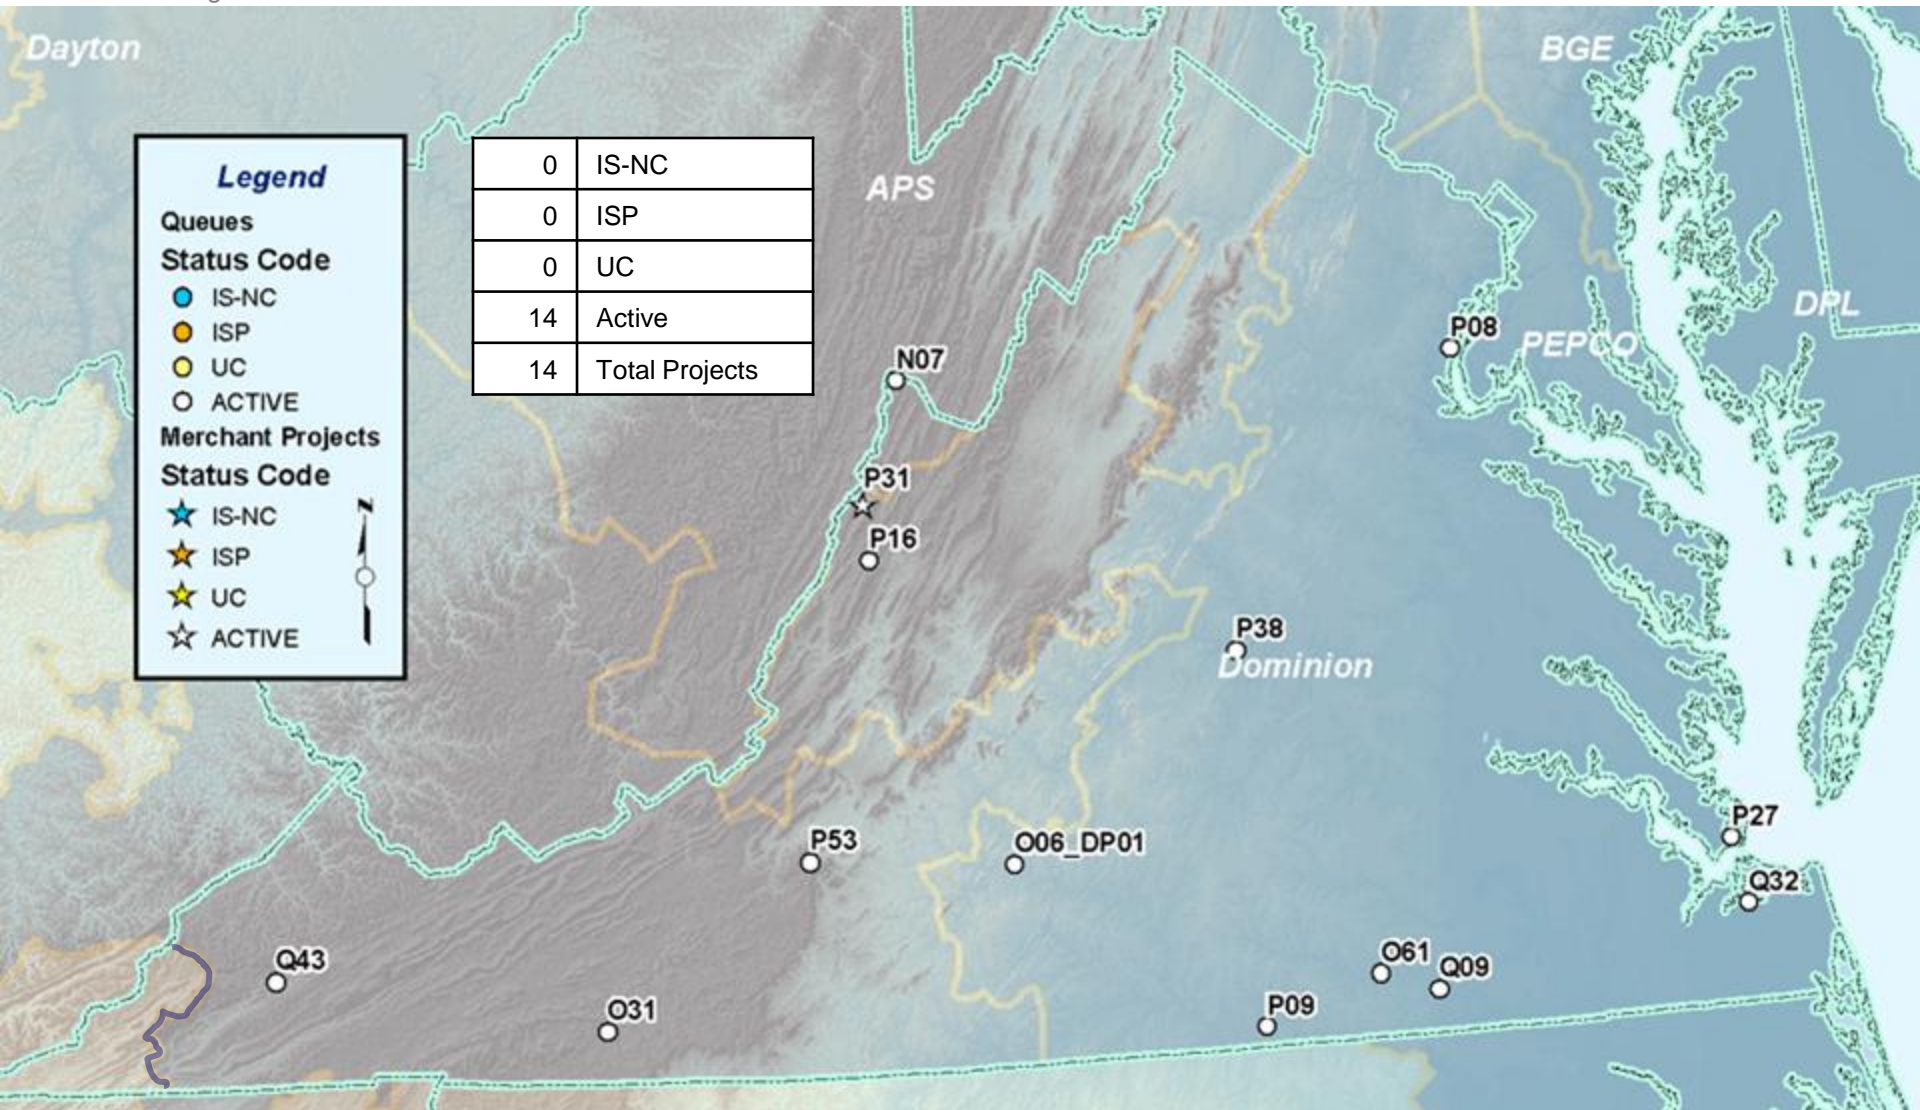 Dayton
BGE
Legend
Queues
Status Code
IS-NC
ISP
UC
ACTIVE
Merchant Projects
Status Code
IS-NC
ISP
UC
ACTIVE
N
0 IS-NC
0 ISP
0 UC
14 Active
14 Total Projects
APS
DPL
P08
PEPCO
N07
P31
P16
P38
Dominion
P27
P53
O06_DP01
Q32
Q43
O61
Q09
O31
P09